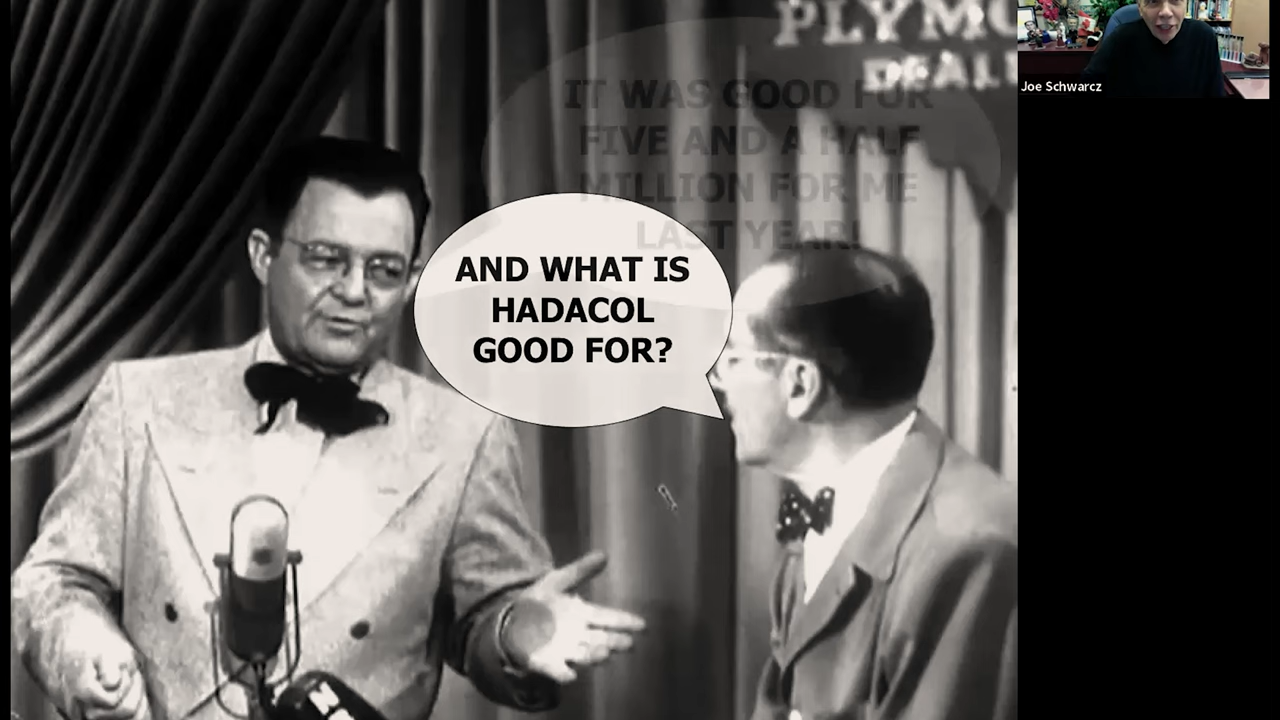 PLYMO
DEAL
Joe Schwarcz
IT WAS GOOD FOR
FIVE AND A HALF
MILLION FOR ME
LAST YEAR!
AND WHAT IS
HADACOL
GOOD FOR?